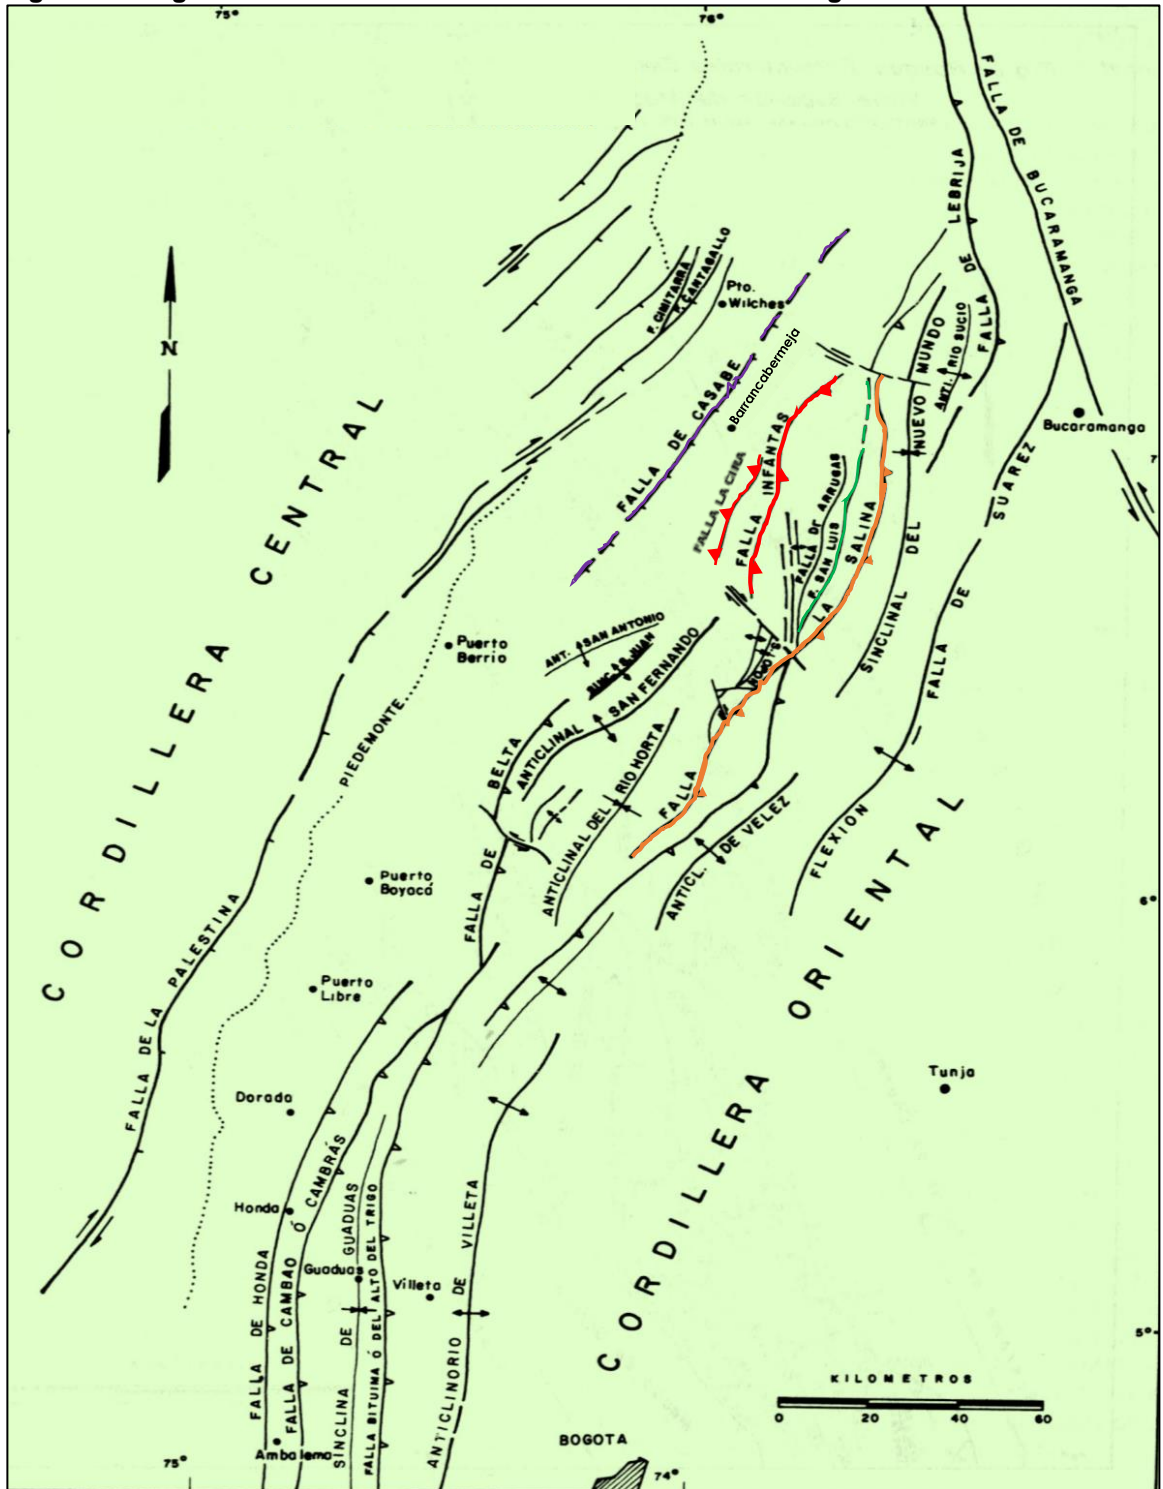 75°
76°
FALLA DE BUCARAMANGA
FALLA DE LEBRIJA
N
F. CIMITARRA
F. CANTAGALLO
Pto.
Wilches
FALLA DE CASABE
Barrancabermeja
NUEVO MUNDO
ANTI. RIO SUCIO
Bucaramanga
CORDILLERA CENTRAL
FALLA LA CIRA
FALLA INFANTAS
FALLA DE ARRUGAS
F. SAN LUIS
LA SALINA
SINCLINAL DEL
FALLA DE SUAREZ
7
Puerto
Berrío
ANT. SAN ANTONIO
ANTICLINAL SAN FERNANDO
PIEDEMONTE
FALLA DE BELTA
ANTICLINAL DEL RIO HORTA
FALLA
ANTICL. DE VELEZ
FLEXION
CORDILLERA ORIENTAL
Puerto
Boyacá
6°
FALLA DE LA PALESTINA
Puerto
Libre
Tunja
Dorada
Honda
Guaduas
Villeta
FALLA DE HONDA
FALLA DE CAMBAO Ó CAMBRÁS
SINCLINA DE GUADUAS
FALLA BITUIMA Ó DEL ALTO DEL TRIGO
ANTICLINORIO DE VILLETA
5°
KILOMETROS
0 20 40 60
Ambalema
BOGOTA
75°
74°